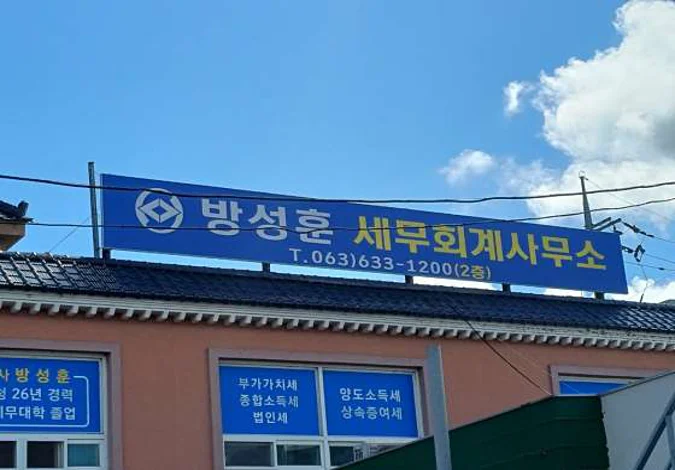 방성훈 세무회계사무소
T.063)633-1200(2층)
사 방성훈
청 26년 경력
세무대학 졸업
부가가치세
종합소득세
법인세
양도소득세
상속증여세